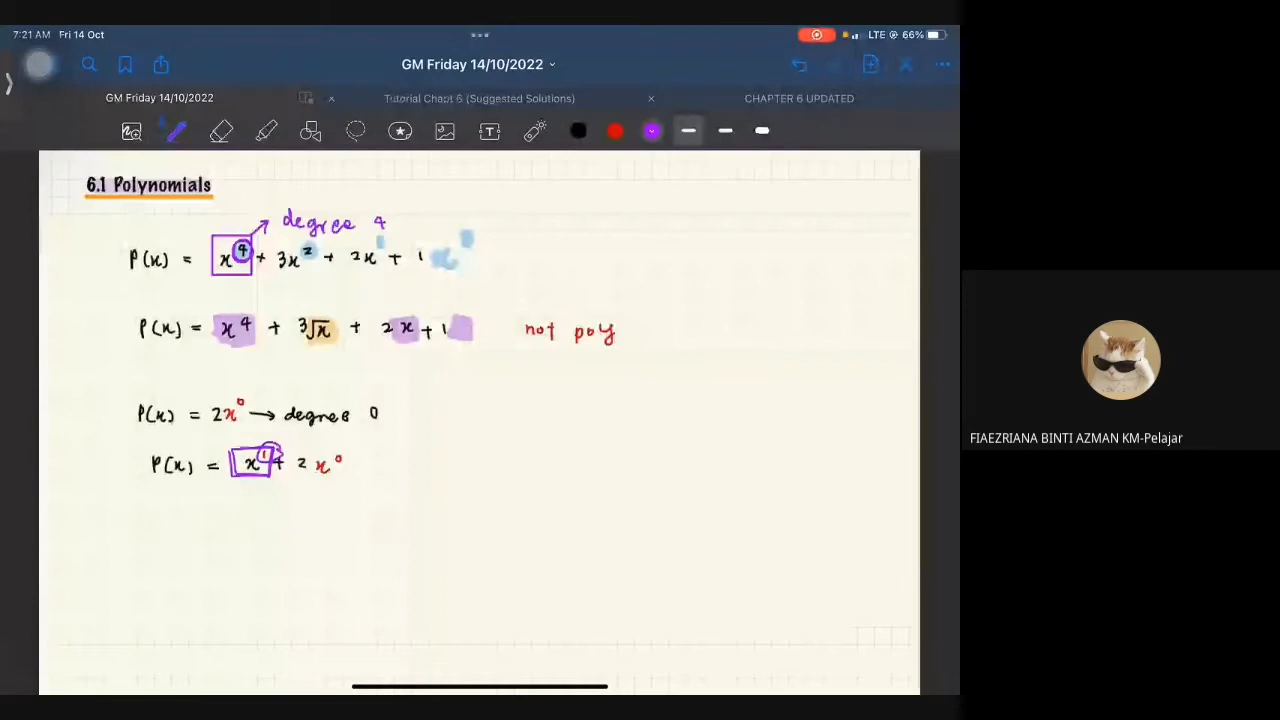 7:21 AM Fri 14 Oct
LTE 66%
GM Friday 14/10/2022
GM Friday 14/10/2022
Tutorial Chapt 6 (Suggested Solutions)
CHAPTER 6 UPDATED
6.1 Polynomials
degree 4
P(x) = x⁴ + 3x² + 2x + 1
P(x) = x⁴ + 3√x + 2x + 1 not poly
P(x) = 2x⁰ → degree 0
P(x) = x¹ + 2x⁰
FIAEZRIANA BINTI AZMAN KM-Pelajar